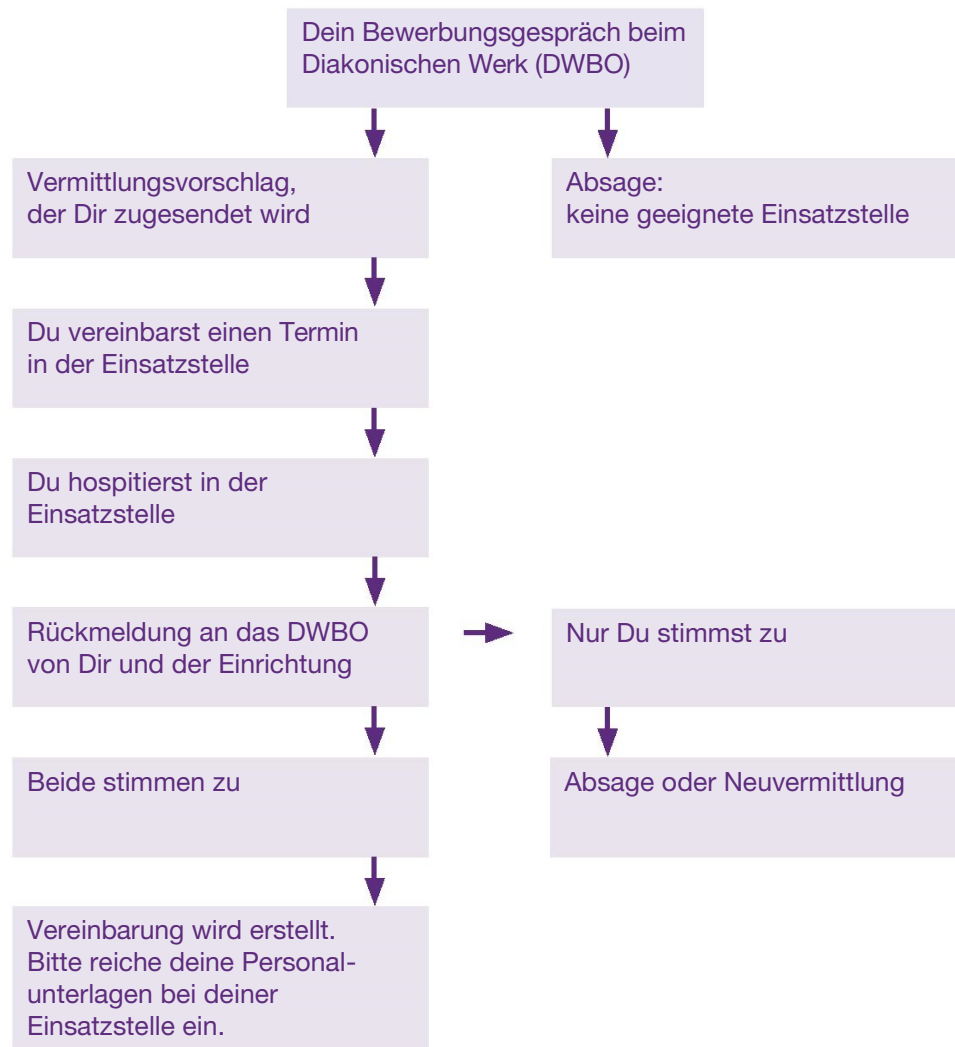 Dein Bewerbungsgespräch beim
Diakonischen Werk (DWBO)
Vermittlungsvorschlag,
der Dir zugesendet wird
Absage:
keine geeignete Einsatzstelle
Du vereinbarst einen Termin
in der Einsatzstelle
Du hospitierst in der
Einsatzstelle
Rückmeldung an das DWBO
von Dir und der Einrichtung
Nur Du stimmst zu
Beide stimmen zu
Absage oder Neuvermittlung
Vereinbarung wird erstellt.
Bitte reiche deine Personal-
unterlagen bei deiner
Einsatzstelle ein.